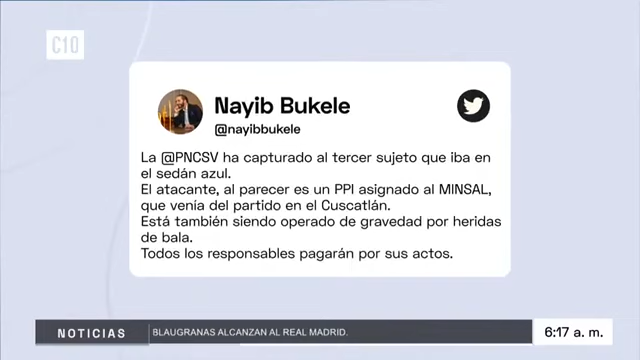 C10
Nayib Bukele
@nayibbukele
La @PNCSV ha capturado al tercer sujeto que iba en
el sedán azul.
El atacante, al parecer es un PPI asignado al MINSAL,
que venía del partido en el Cuscatlán.
Está también siendo operado de gravedad por heridas
de bala.
Todos los responsables pagarán por sus actos.
NOTICIAS
BLAUGRANAS ALCANZAN AL REAL MADRID.
6:17 a. m.